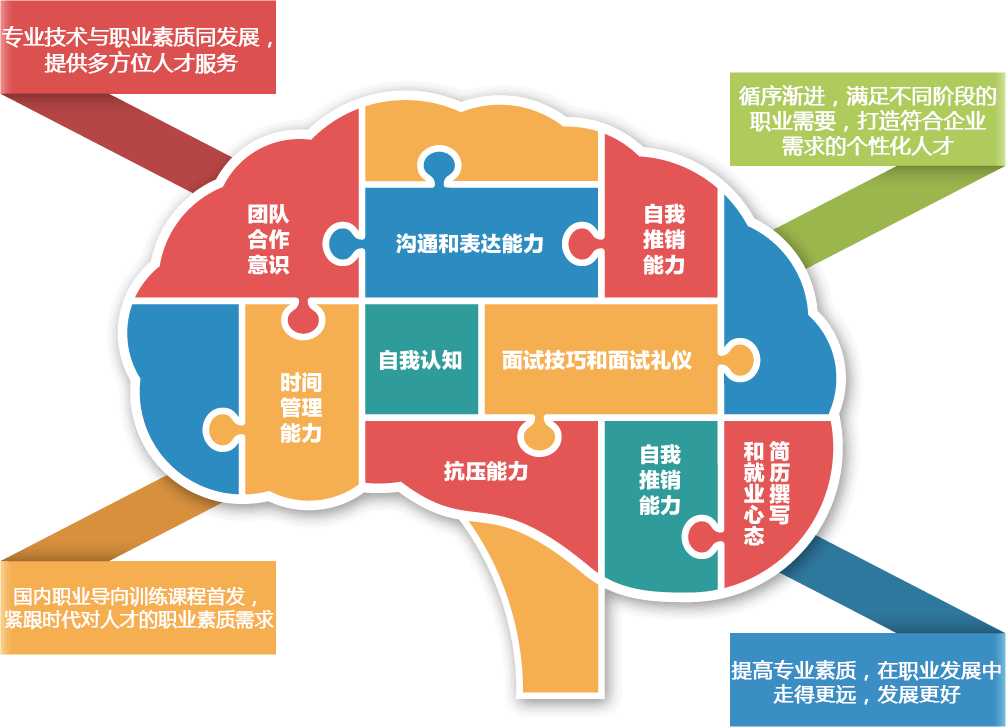 专业技术与职业素质同发展，
提供多方位人才服务
循序渐进，满足不同阶段的
职业需要，打造符合企业
需求的个性化人才
团队
合作
意识
沟通和表达能力
自我
推销
能力
时间
管理
能力
自我认知
面试技巧和面试礼仪
抗压能力
自我
推销
能力
简历撰写
和就业心态
国内职业导向训练课程首发，
紧跟时代对人才的职业素质需求
提高专业素质，在职业发展中
走得更远，发展更好